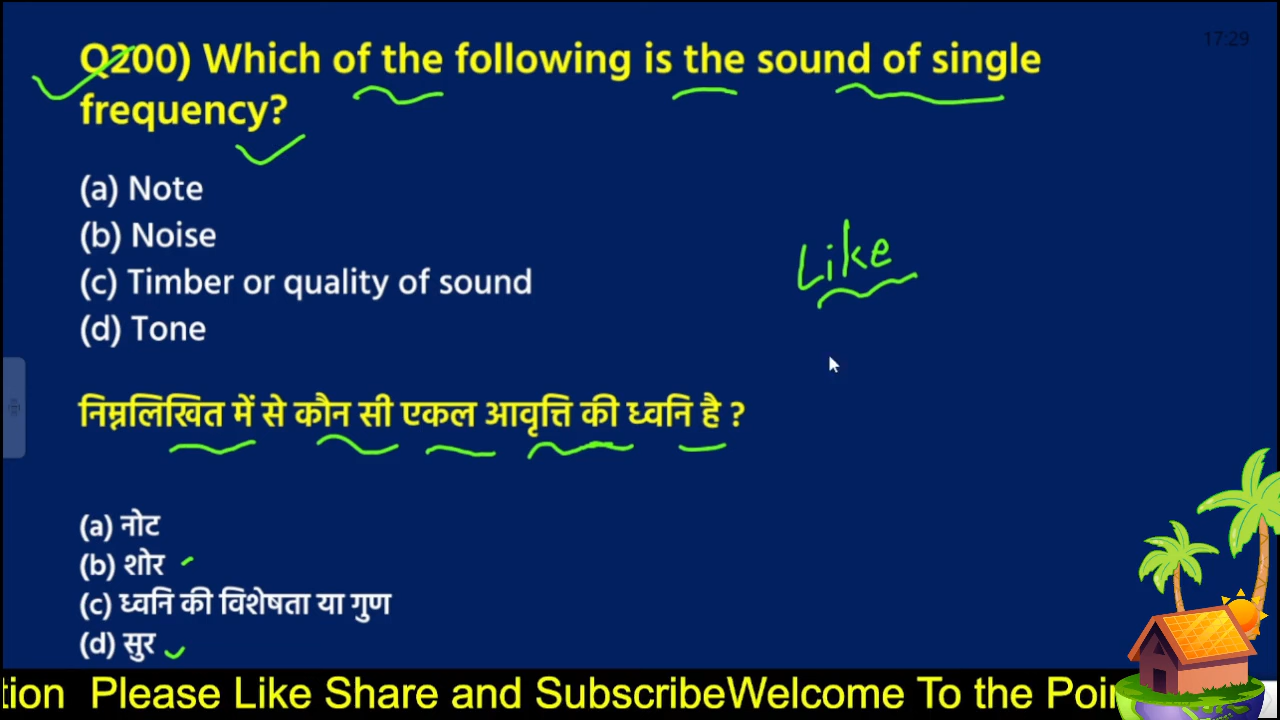 17:29
Q200) Which of the following is the sound of single
frequency?
(a) Note
(b) Noise
(c) Timber or quality of sound
(d) Tone
Like
निम्नलिखित में से कौन सी एकल आवृत्ति की ध्वनि है ?
(a) नोट
(b) शोर
(c) ध्वनि की विशेषता या गुण
(d) सुर
tion Please Like Share and SubscribeWelcome To the Poin